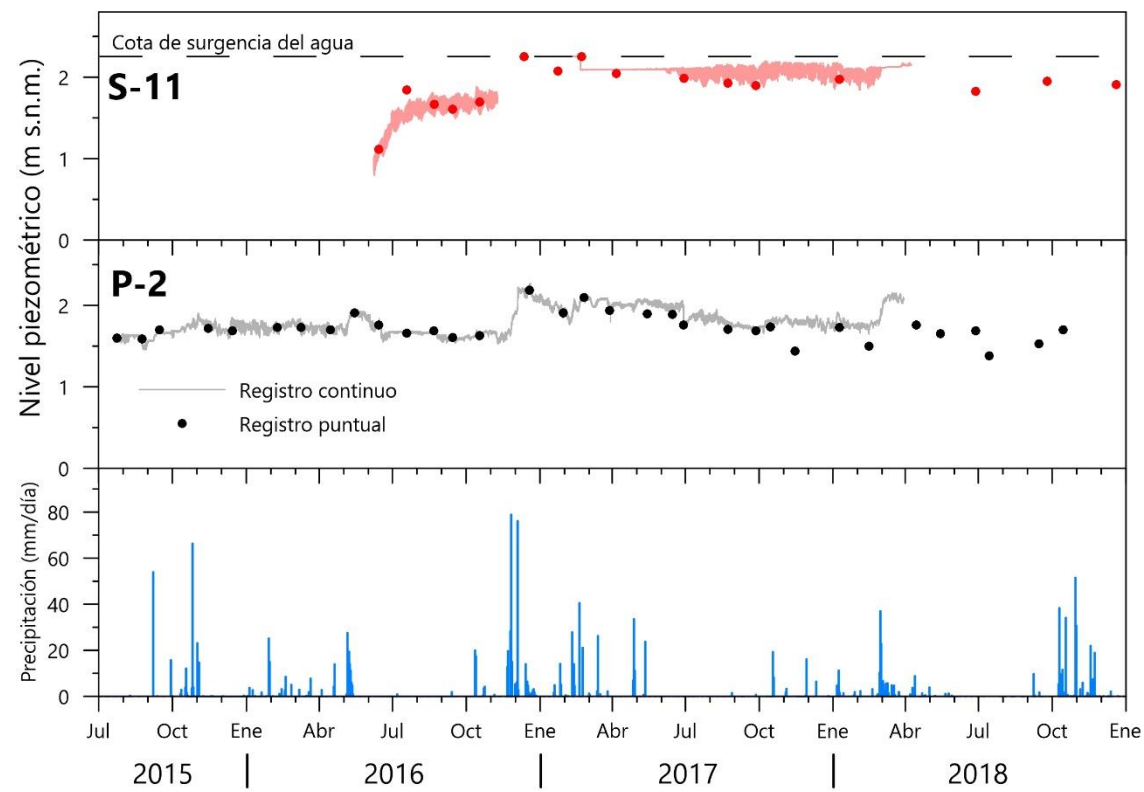 Nivel piezométrico (m s.n.m.)
Cota de surgencia del agua
S-11
2
1
0
P-2
2
1
0
Registro continuo
Registro puntual
Precipitación (mm/día)
80
60
40
20
0
Jul Oct Ene Abr Jul Oct Ene Abr Jul Oct Ene Abr Jul Oct Ene
2015 2016 2017 2018